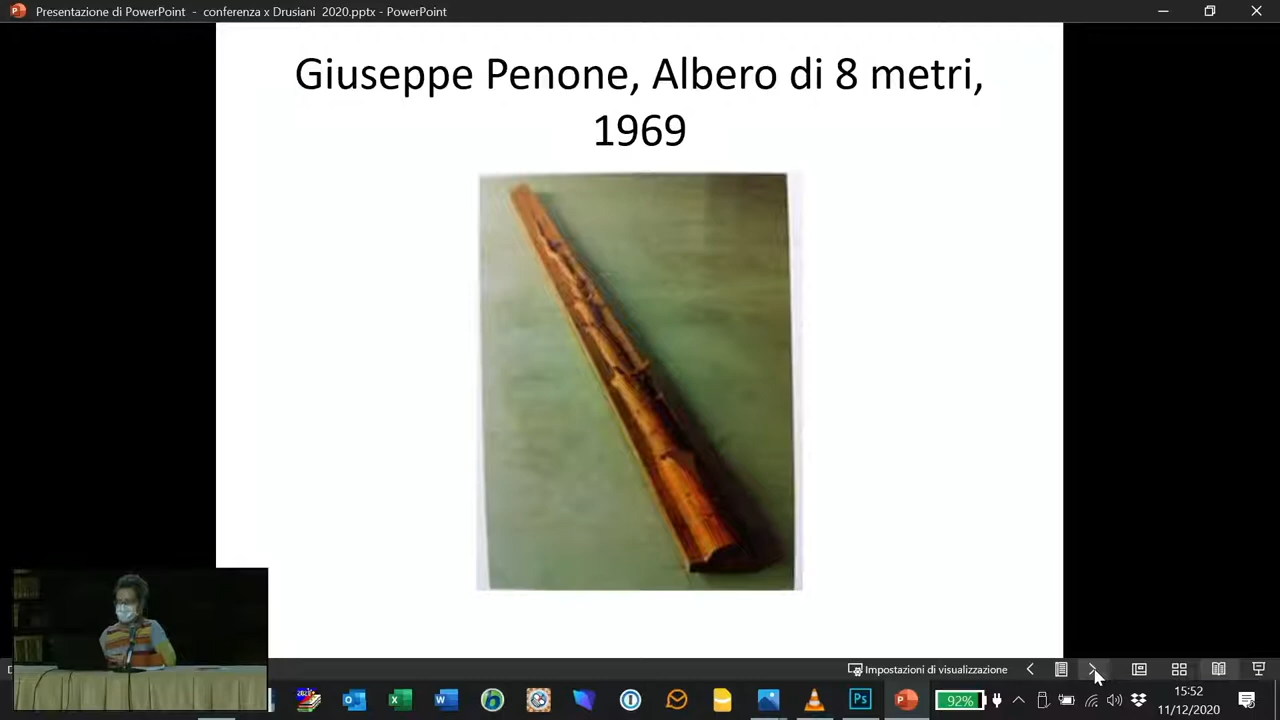 Presentazione di PowerPoint - conferenza x Drusiani 2020.pptx - PowerPoint
Giuseppe Penone, Albero di 8 metri,
1969
Impostazioni di visualizzazione
92%
15:52
11/12/2020